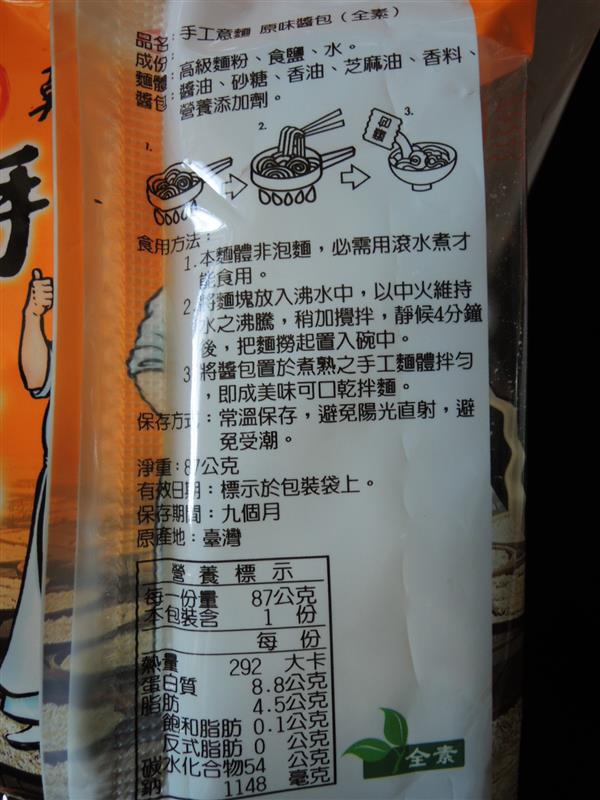 品名：手工意麵 原味醬包（全素）
成份：
麵體：高級麵粉、食鹽、水。
醬包：醬油、砂糖、香油、芝麻油、香料、
營養添加劑。
1.
2.
3.
食用方法：
1.本麵體非泡麵，必需用滾水煮才
能食用。
2.將麵塊放入沸水中，以中火維持
水之沸騰，稍加攪拌，靜候4分鐘
後，把麵撈起置入碗中。
3.將醬包置於煮熟之手工麵體拌勻
，即成美味可口乾拌麵。
保存方式：常溫保存，避免陽光直射，避
免受潮。
淨重：87公克
有效日期：標示於包裝袋上。
保存期間：九個月
原產地：臺灣
營養標示
每一份量 87公克
本包裝含 1 份
每 份
熱量 292 大卡
蛋白質 8.8公克
脂肪 4.5公克
飽和脂肪 0.1公克
反式脂肪 0 公克
碳水化合物54 公克
鈉 1148 毫克
全素